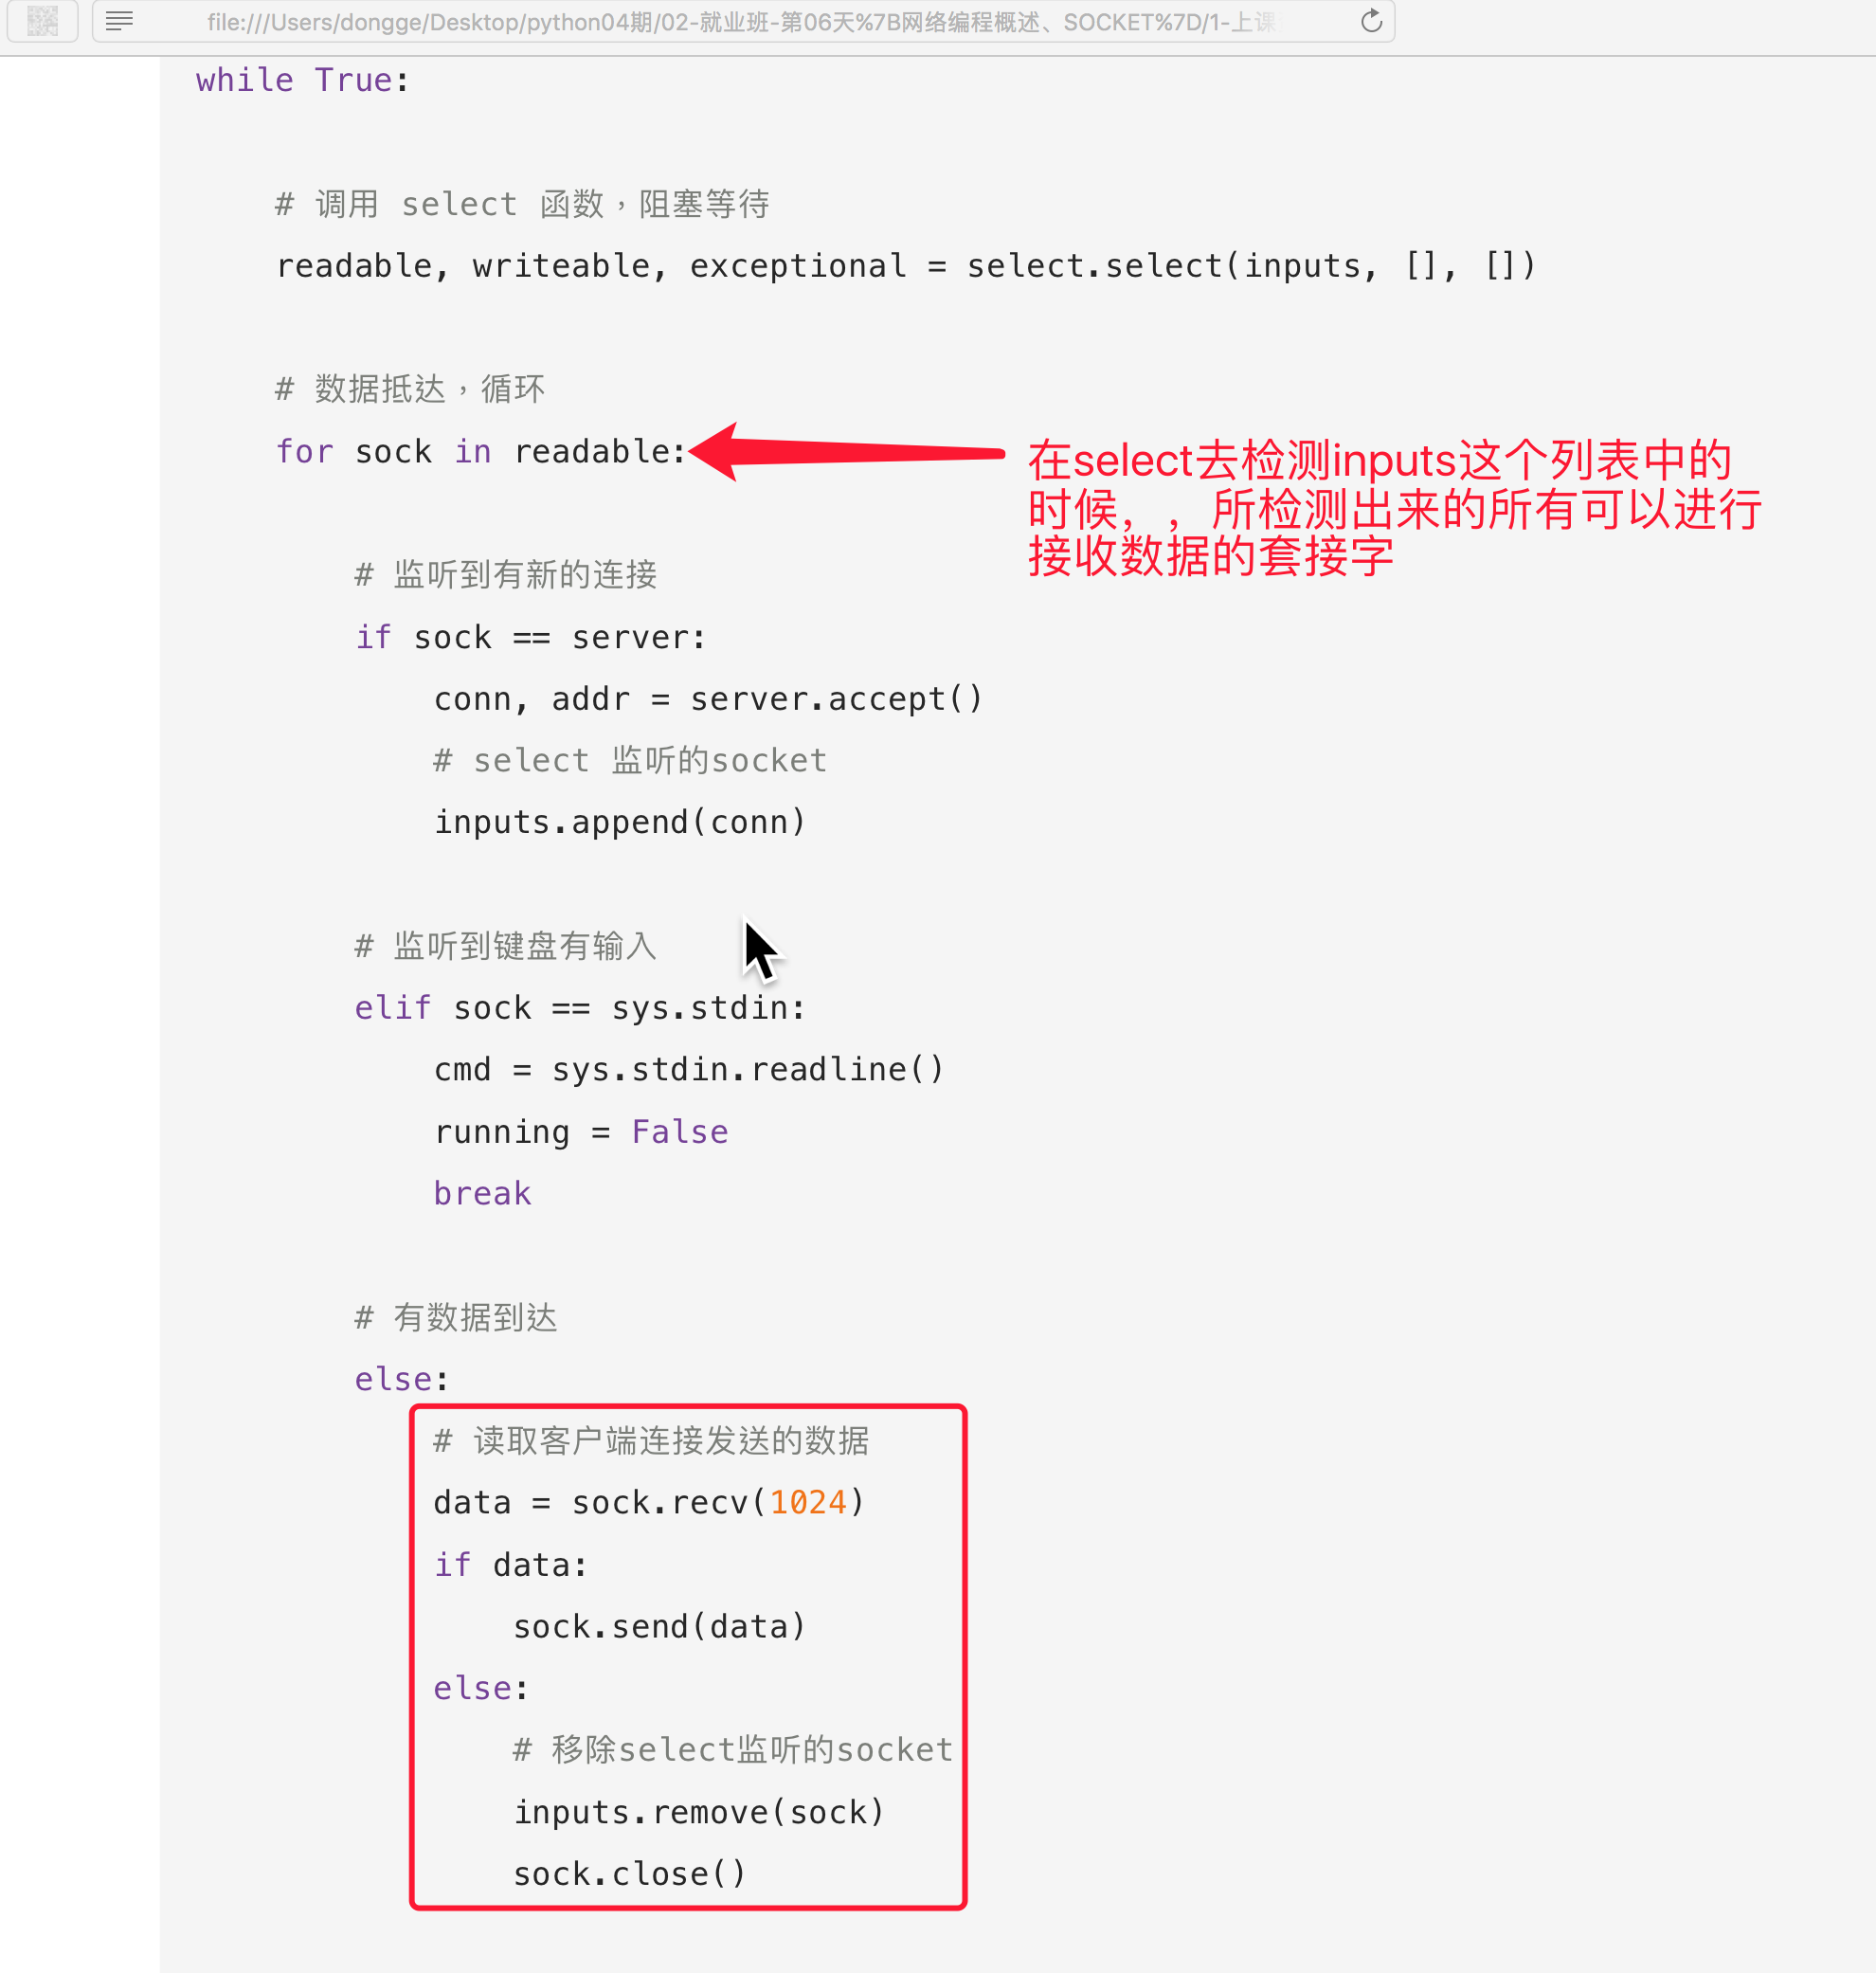 file:///Users/dongge/Desktop/python04期/02-就业班-第06天%7B网络编程概述、SOCKET%7D/1-上课
while True:
# 调用 select 函数，阻塞等待
readable, writeable, exceptional = select.select(inputs, [], [])
# 数据抵达，循环
for sock in readable:
在select去检测inputs这个列表中的
时候，，所检测出来的所有可以进行
接收数据的套接字
# 监听到有新的连接
if sock == server:
conn, addr = server.accept()
# select 监听的socket
inputs.append(conn)
# 监听到键盘有输入
elif sock == sys.stdin:
cmd = sys.stdin.readline()
running = False
break
# 有数据到达
else:
# 读取客户端连接发送的数据
data = sock.recv(1024)
if data:
sock.send(data)
else:
# 移除select监听的socket
inputs.remove(sock)
sock.close()